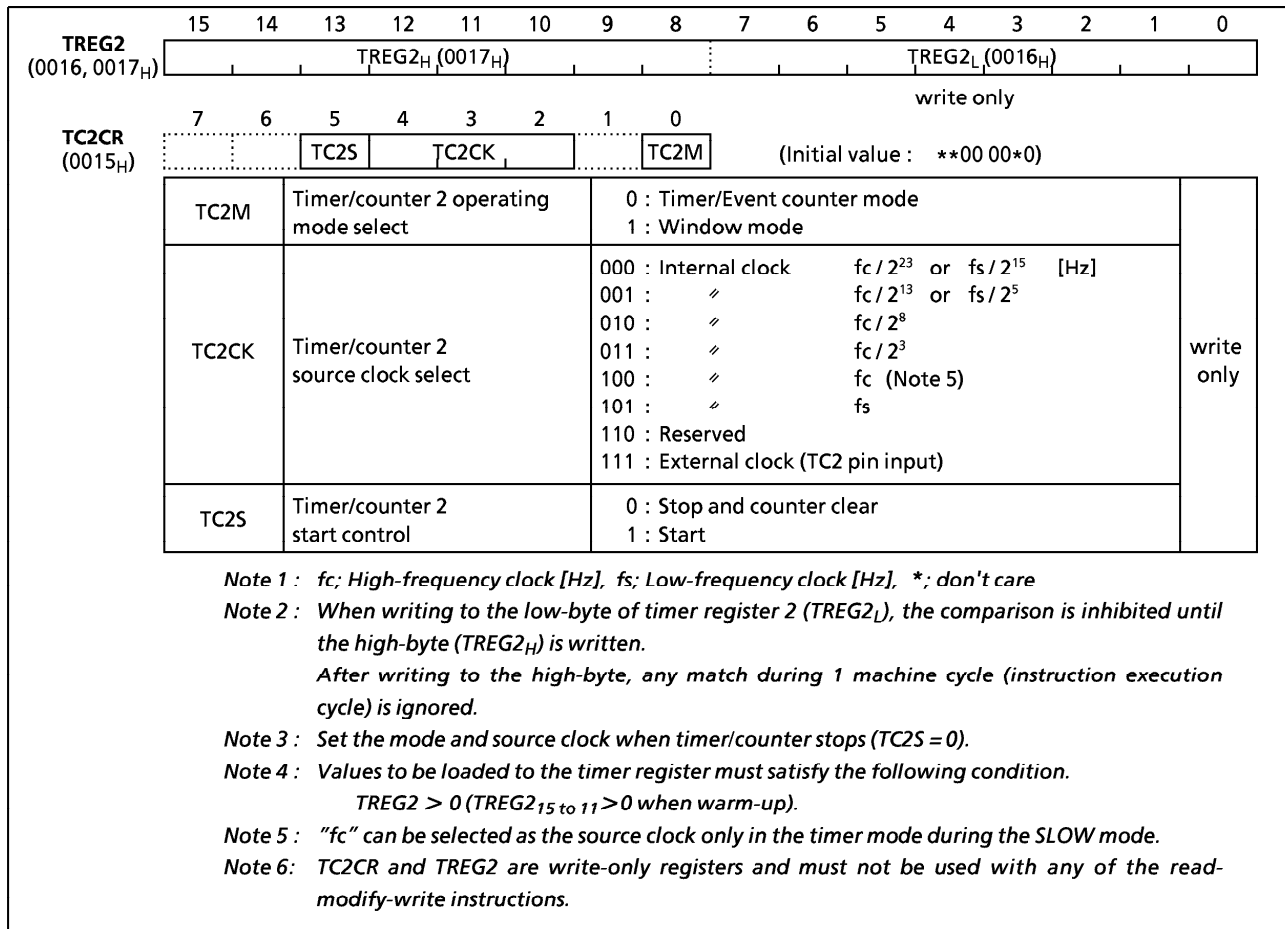 15 14 13 12 11 10 9 8 7 6 5 4 3 2 1 0
TREG2
(0016, 0017H)
TREG2H (0017H) TREG2L (0016H)
write only
7 6 5 4 3 2 1 0
TC2CR
(0015H)
TC2S TC2CK TC2M (Initial value : **00 00*0)
TC2M
Timer/counter 2 operating
mode select
0 : Timer/Event counter mode
1 : Window mode
TC2CK
Timer/counter 2
source clock select
000 : Internal clock fc / 2²³ or fs / 2¹⁵ [Hz]
001 : 〃 fc / 2¹³ or fs / 2⁵
010 : 〃 fc / 2⁸
011 : 〃 fc / 2³
100 : 〃 fc (Note 5)
101 : 〃 fs
110 : Reserved
111 : External clock (TC2 pin input)
write
only
TC2S
Timer/counter 2
start control
0 : Stop and counter clear
1 : Start
Note 1 : fc; High-frequency clock [Hz], fs; Low-frequency clock [Hz], *; don't care
Note 2 : When writing to the low-byte of timer register 2 (TREG2L), the comparison is inhibited until
the high-byte (TREG2H) is written.
After writing to the high-byte, any match during 1 machine cycle (instruction execution
cycle) is ignored.
Note 3 : Set the mode and source clock when timer/counter stops (TC2S = 0).
Note 4 : Values to be loaded to the timer register must satisfy the following condition.
TREG2 > 0 (TREG2 15 to 11 > 0 when warm-up).
Note 5 : "fc" can be selected as the source clock only in the timer mode during the SLOW mode.
Note 6: TC2CR and TREG2 are write-only registers and must not be used with any of the read-
modify-write instructions.